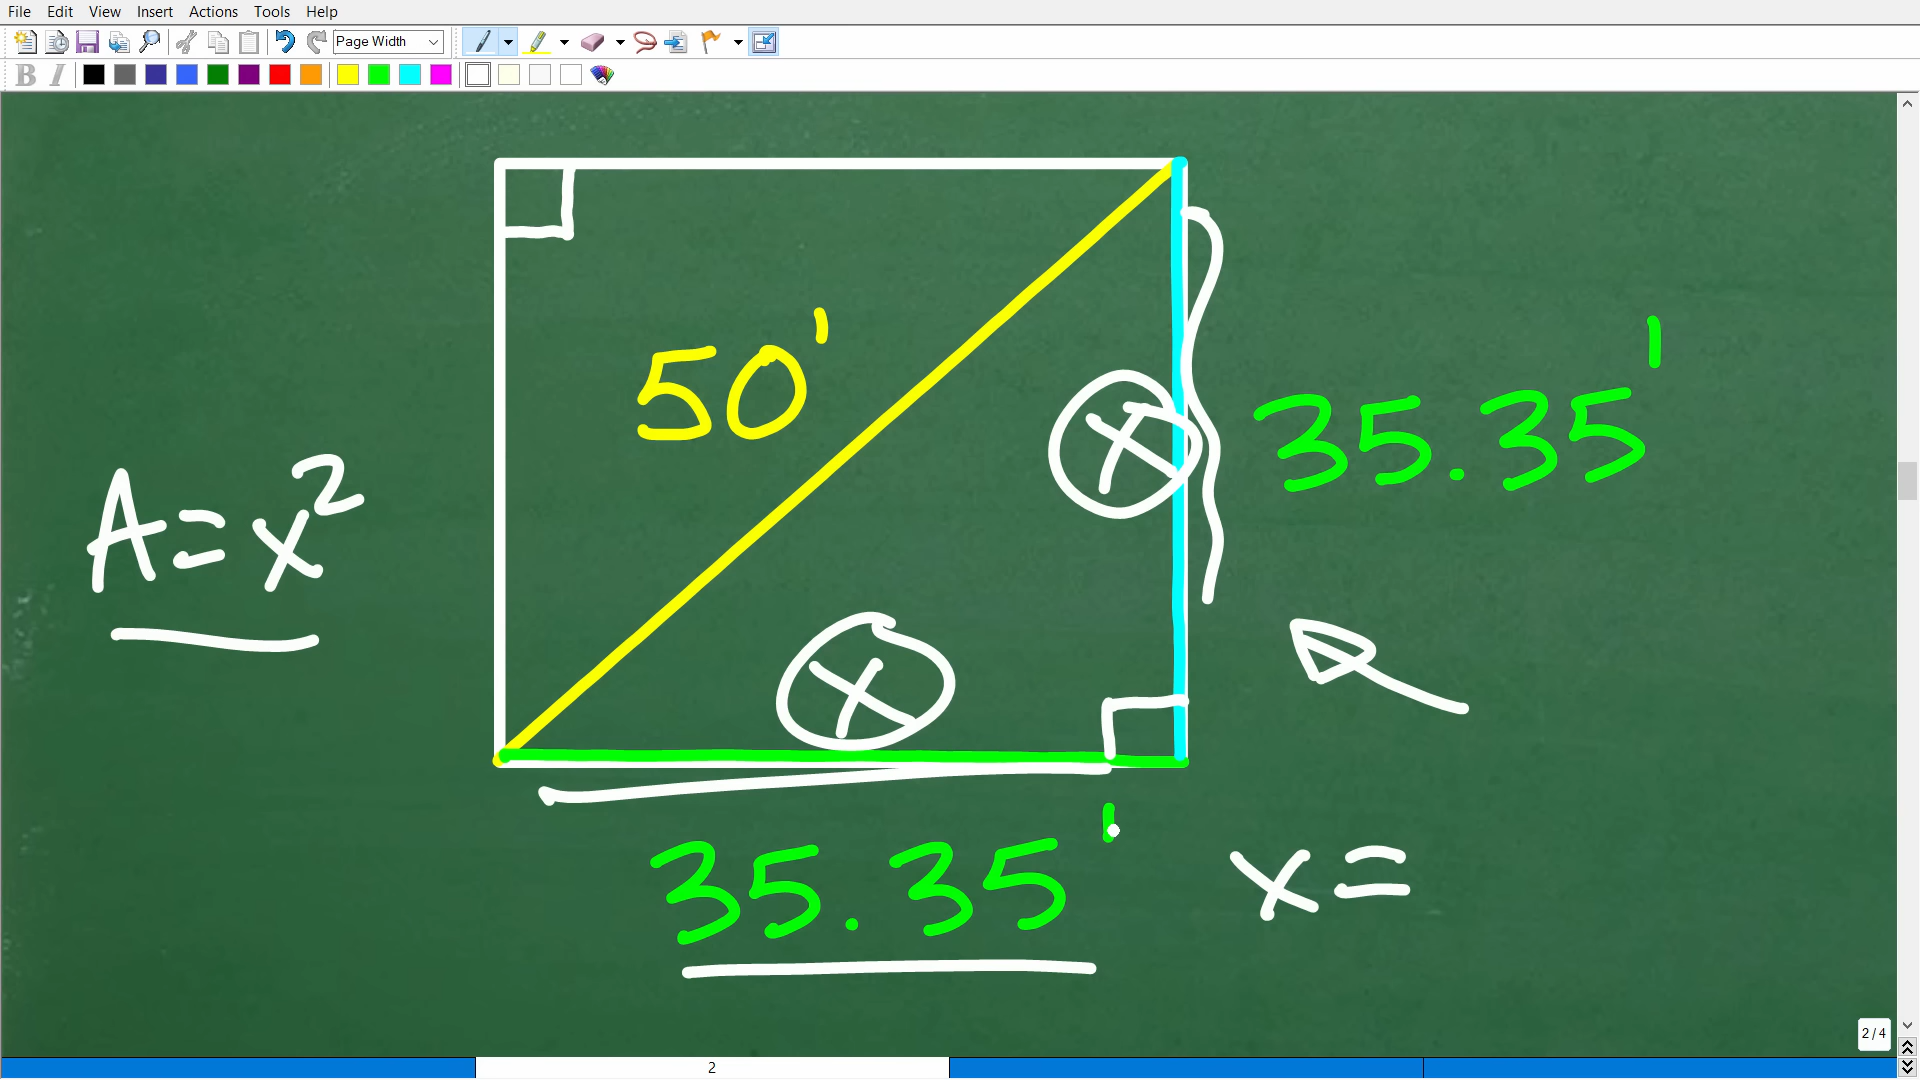 File Edit View Insert Actions Tools Help
Page Width
B I
50'
x
35.35'
A = x²
x
35.35'
x =
2 / 4
2